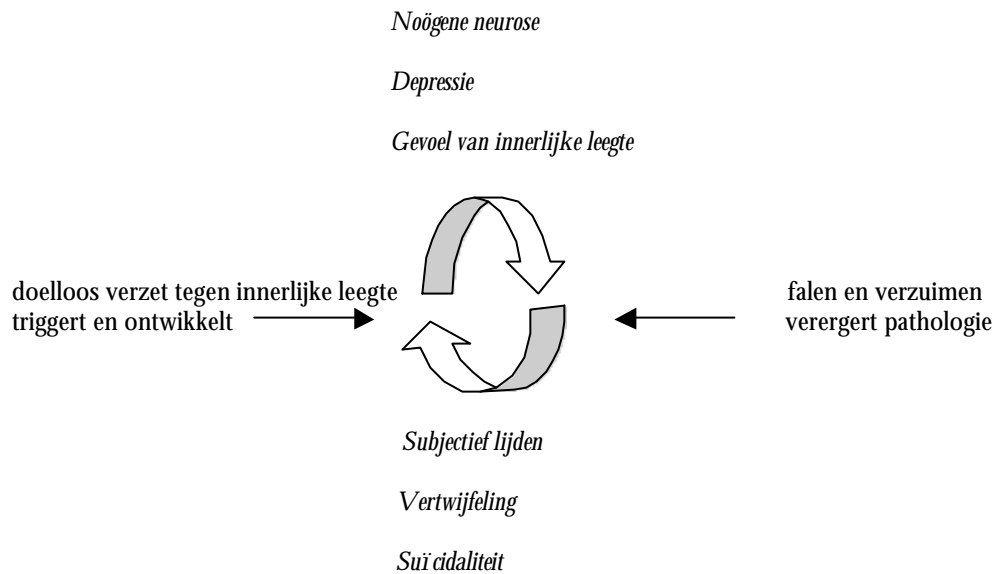 Noögene neurose
Depressie
Gevoel van innerlijke leegte
doelloos verzet tegen innerlijke leegte
triggert en ontwikkelt
falen en verzuimen
verergert pathologie
Subjectief lijden
Vertwijfeling
Suïcidaliteit